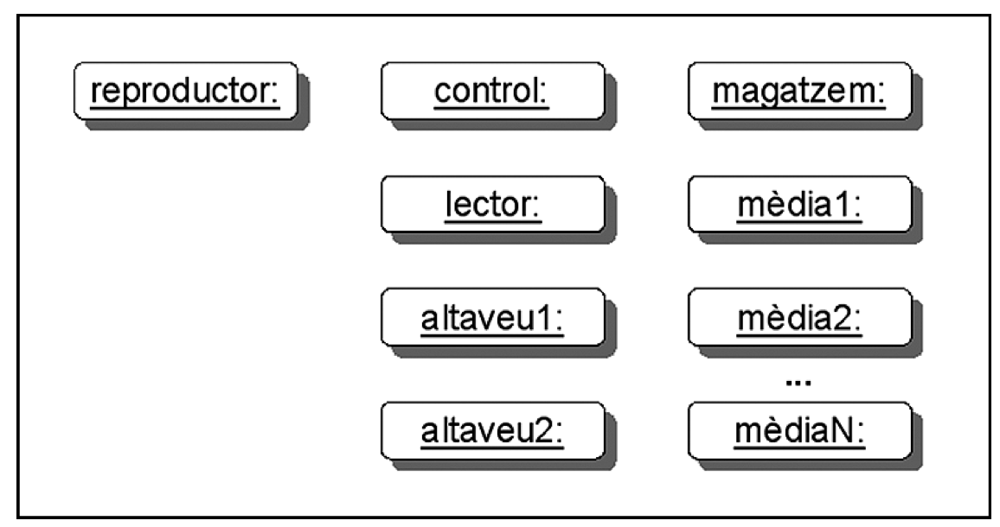 reproductor:
control:
magatzem:
lector:
mèdia1:
altaveu1:
mèdia2:
...
altaveu2:
mèdiaN: